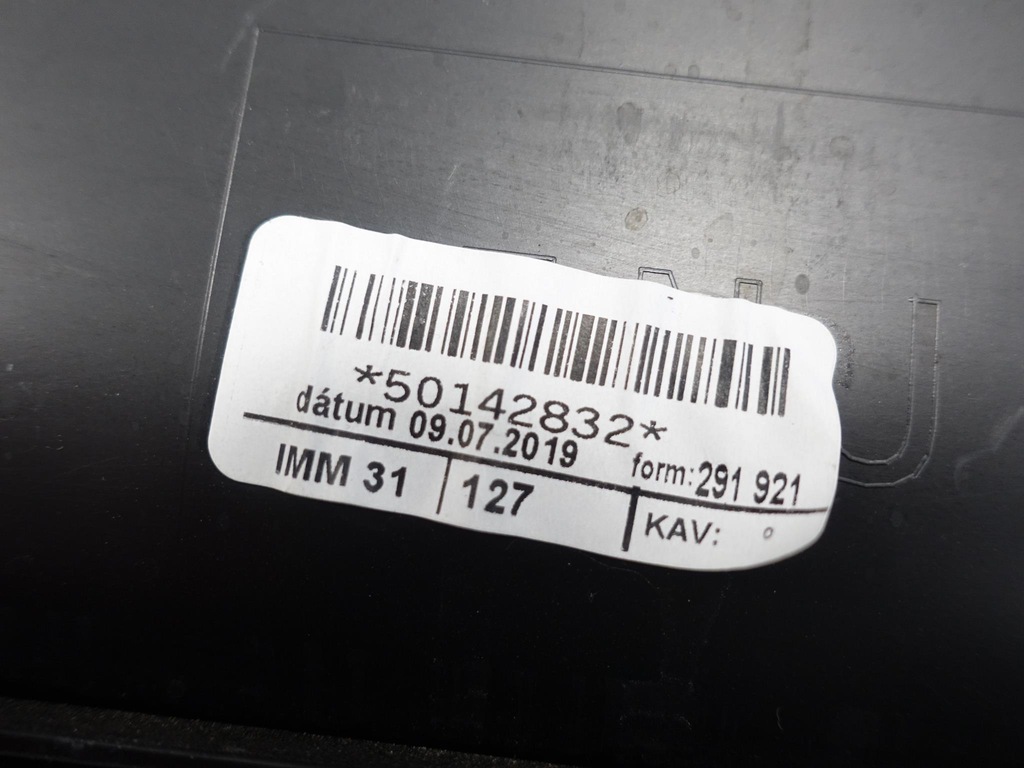 *50142832*
dátum 09.07.2019 form: 291 921
IMM 31 127 KAV: °